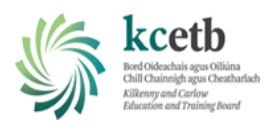 kcetb
Bord Oideachais agus Oiliúna
Chill Chainnigh agus Cheatharlach
Kilkenny and Carlow
Education and Training Board